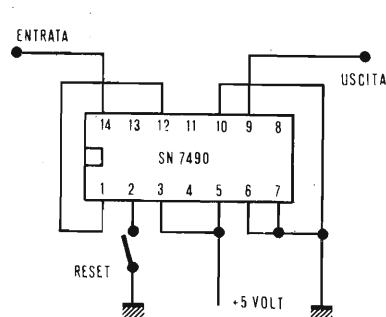 ENTRATA
USCITA
14 13 12 11 10 9 8
SN 7490
1 2 3 4 5 6 7
RESET
+5 VOLT